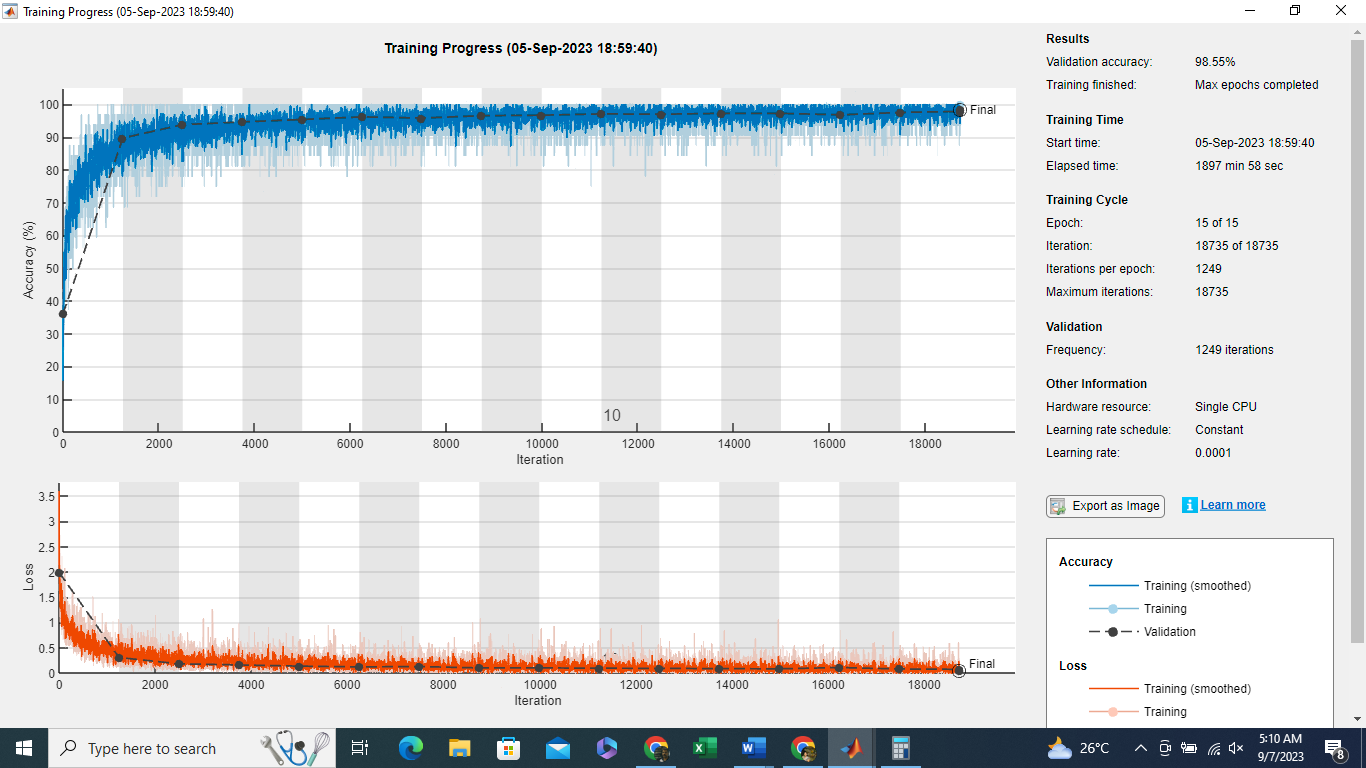 Training Progress (05-Sep-2023 18:59:40)
Training Progress (05-Sep-2023 18:59:40)
100
90
80
70
60
50
40
30
20
10
0
Accuracy (%)
Final
10
0
2000
4000
6000
8000
10000
12000
14000
16000
18000
Iteration
3.5
3
2.5
2
1.5
1
0.5
0
Loss
Final
0
2000
4000
6000
8000
10000
12000
14000
16000
18000
Iteration
Results
Validation accuracy: 98.55%
Training finished: Max epochs completed
Training Time
Start time: 05-Sep-2023 18:59:40
Elapsed time: 1897 min 58 sec
Training Cycle
Epoch: 15 of 15
Iteration: 18735 of 18735
Iterations per epoch: 1249
Maximum iterations: 18735
Validation
Frequency: 1249 iterations
Other Information
Hardware resource: Single CPU
Learning rate schedule: Constant
Learning rate: 0.0001
Export as Image
i Learn more
Accuracy
Training (smoothed)
Training
Validation
Loss
Training (smoothed)
Training
Type here to search
26°C
5:10 AM
9/7/2023
8